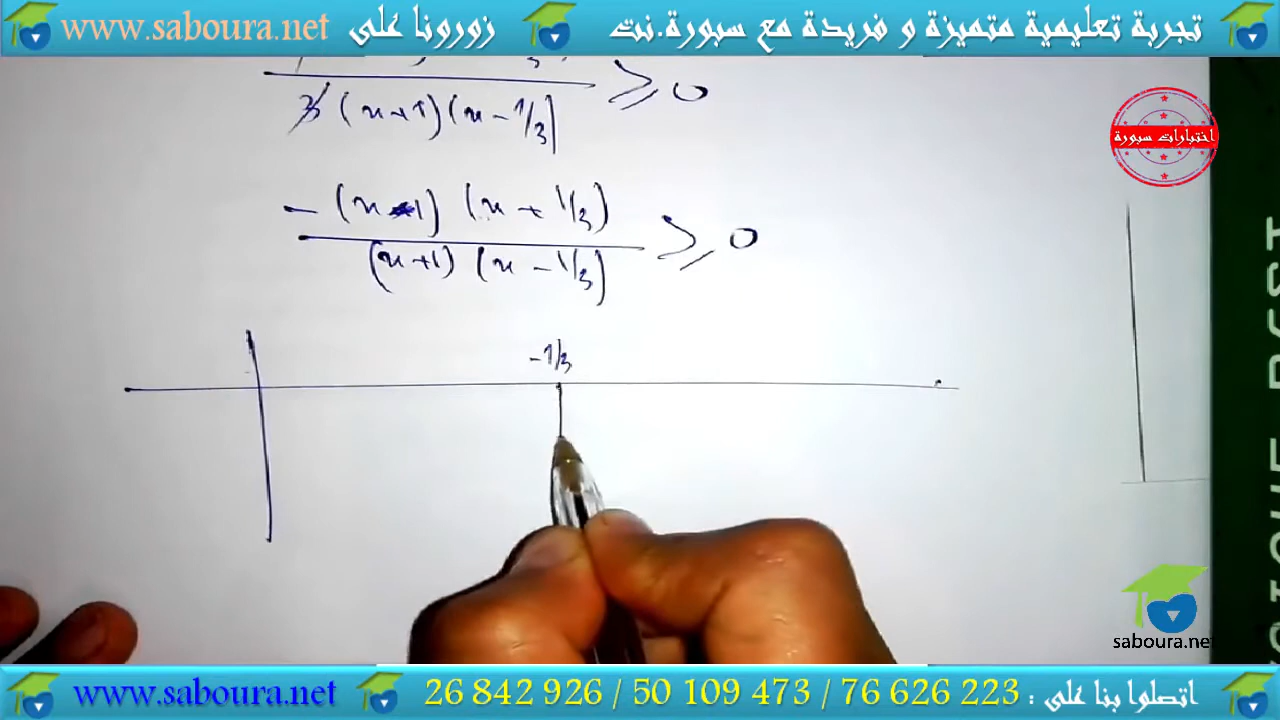 www.saboura.net زورونا على تجربة تعليمية متميزة و فريدة مع سبورة.نت
3(x+1)(x-1/3) ≥ 0
اختبارات سبورة
-(x-1)(x+1/3)
≥ 0
(x+1)(x-1/3)
-1/3
saboura.net
www.saboura.net 26 842 926 / 50 109 473 / 76 626 223 : اتصلوا بنا على